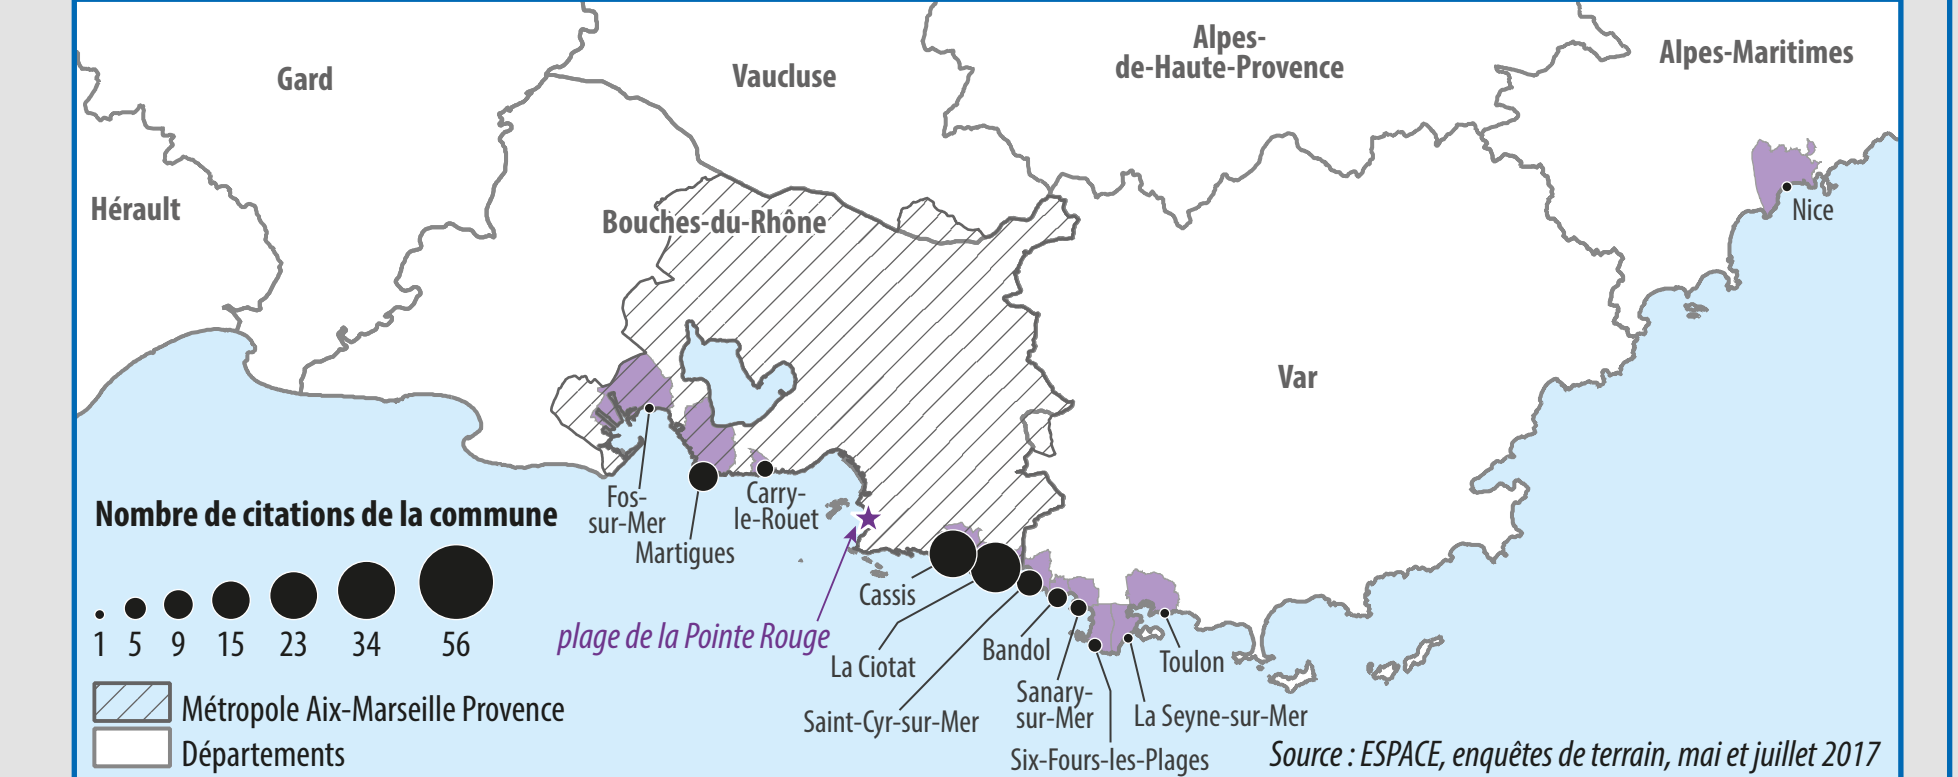 Alpes-
de-Haute-Provence
Alpes-Maritimes
Gard
Vaucluse
Hérault
Bouches-du-Rhône
Nice
Var
Fos-
sur-Mer
Martigues
Carry-
le-Rouet
Cassis
plage de la Pointe Rouge
La Ciotat
Bandol
Toulon
Sanary-
sur-Mer
Saint-Cyr-sur-Mer
La Seyne-sur-Mer
Six-Fours-les-Plages
Nombre de citations de la commune
1 5 9 15 23 34 56
Métropole Aix-Marseille Provence
Départements
Source : ESPACE, enquêtes de terrain, mai et juillet 2017